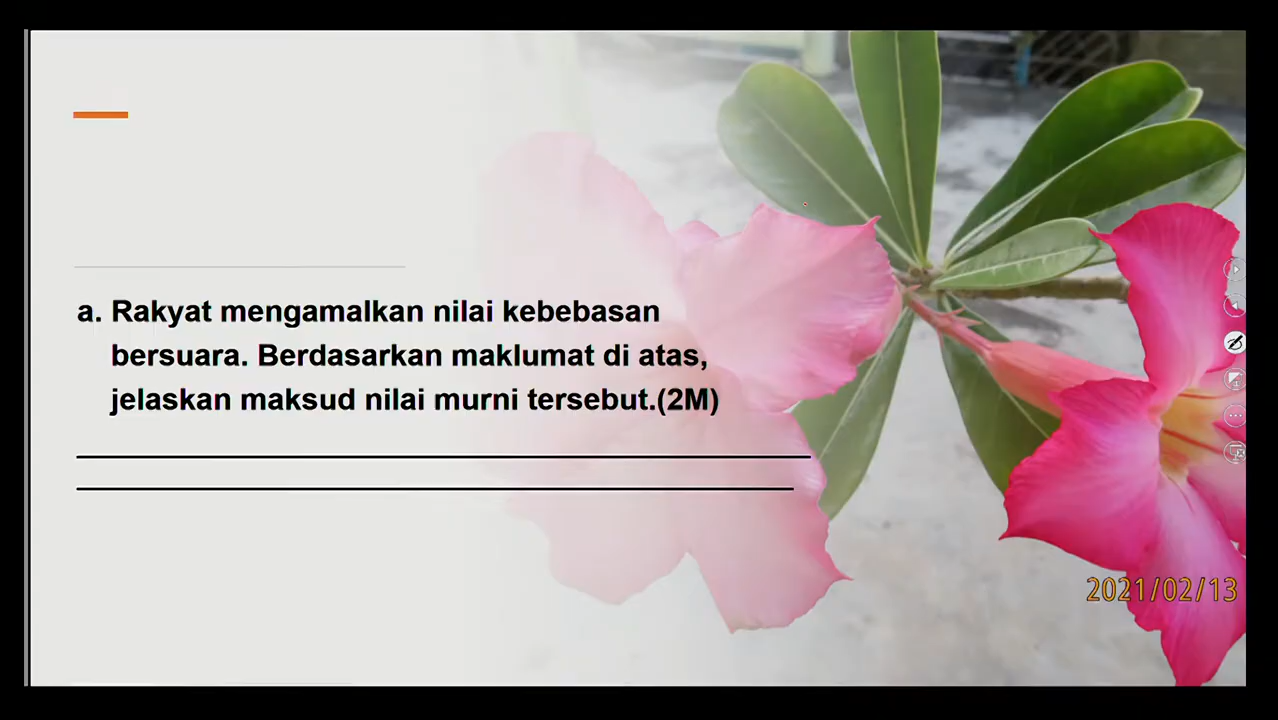 a. Rakyat mengamalkan nilai kebebasan
bersuara. Berdasarkan maklumat di atas,
jelaskan maksud nilai murni tersebut.(2M)
2021/02/13